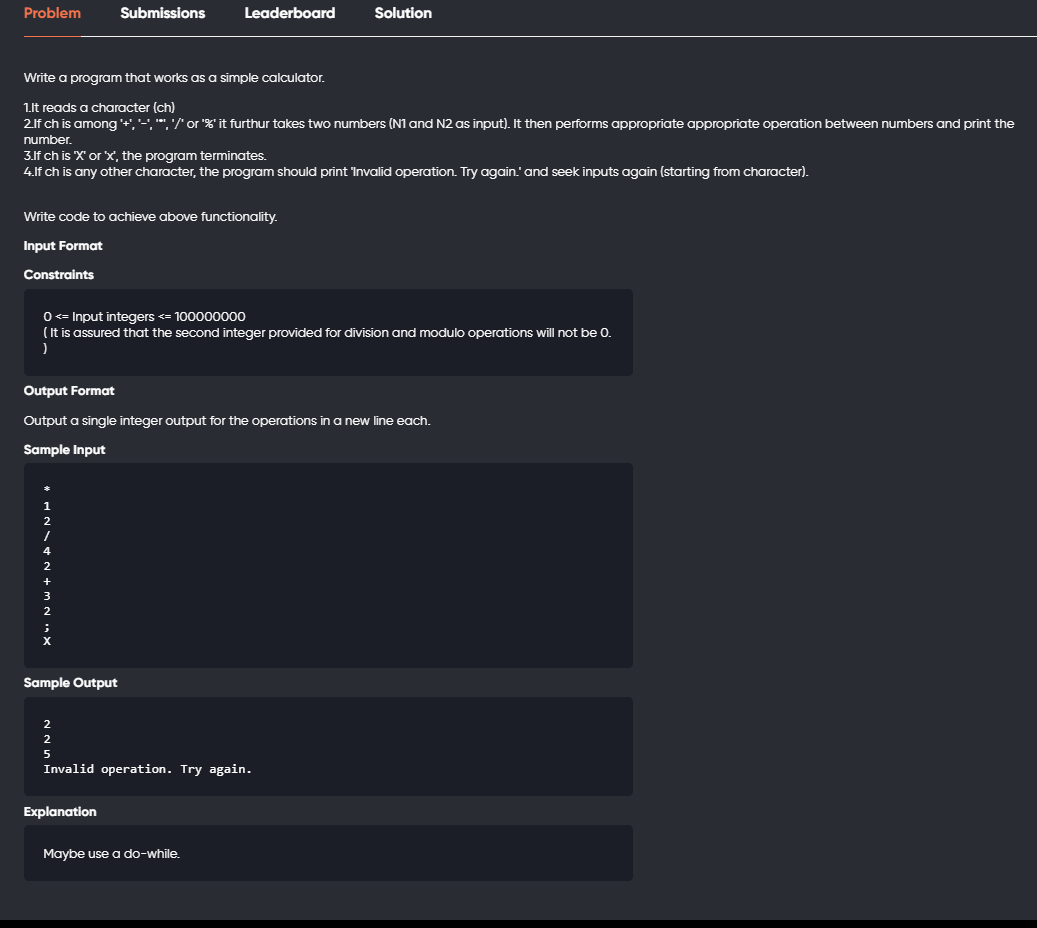 Problem Submissions Leaderboard Solution
Write a program that works as a simple calculator.
1.It reads a character (ch)
2.If ch is among '+', '-', '*', '/' or '%' it furthur takes two numbers (N1 and N2 as input). It then performs appropriate appropriate operation between numbers and print the
number.
3.If ch is 'X' or 'x', the program terminates.
4.If ch is any other character, the program should print 'Invalid operation. Try again.' and seek inputs again (starting from character).
Write code to achieve above functionality.
Input Format
Constraints
0 <= Input integers <= 100000000
( It is assured that the second integer provided for division and modulo operations will not be 0.
)
Output Format
Output a single integer output for the operations in a new line each.
Sample Input
*
1
2
/
4
2
+
3
2
;
X
Sample Output
2
2
5
Invalid operation. Try again.
Explanation
Maybe use a do-while.